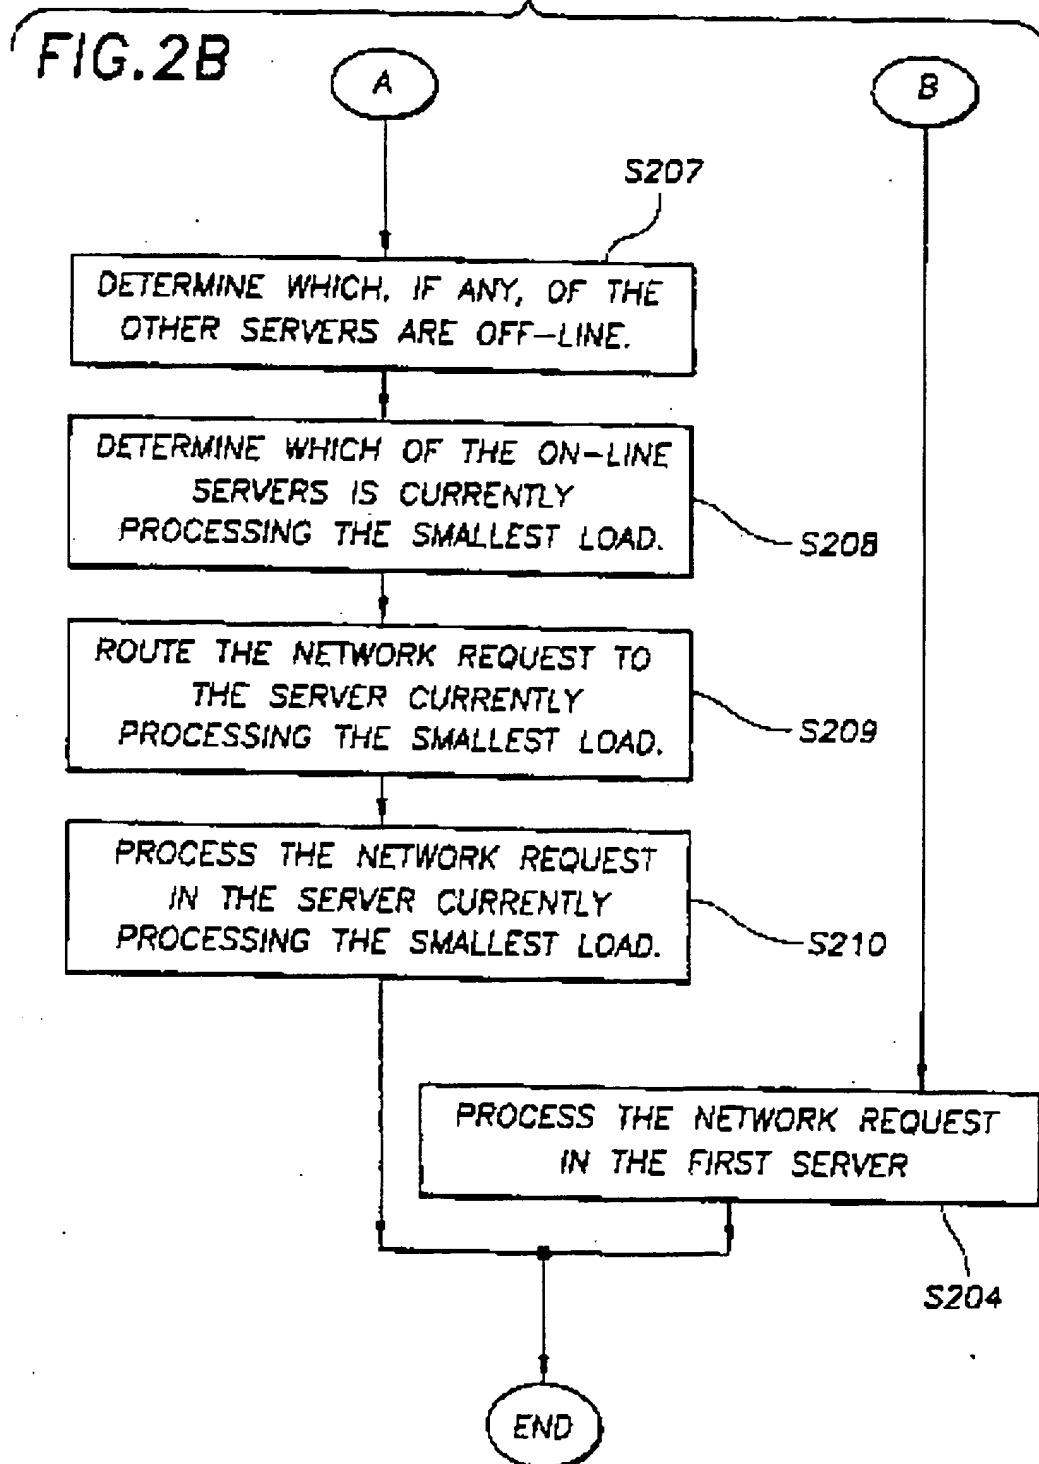 FIG.2B
A
B
S207
DETERMINE WHICH, IF ANY, OF THE
OTHER SERVERS ARE OFF-LINE.
DETERMINE WHICH OF THE ON-LINE
SERVERS IS CURRENTLY
PROCESSING THE SMALLEST LOAD.
S208
ROUTE THE NETWORK REQUEST TO
THE SERVER CURRENTLY
PROCESSING THE SMALLEST LOAD.
S209
PROCESS THE NETWORK REQUEST
IN THE SERVER CURRENTLY
PROCESSING THE SMALLEST LOAD.
S210
PROCESS THE NETWORK REQUEST
IN THE FIRST SERVER
S204
END